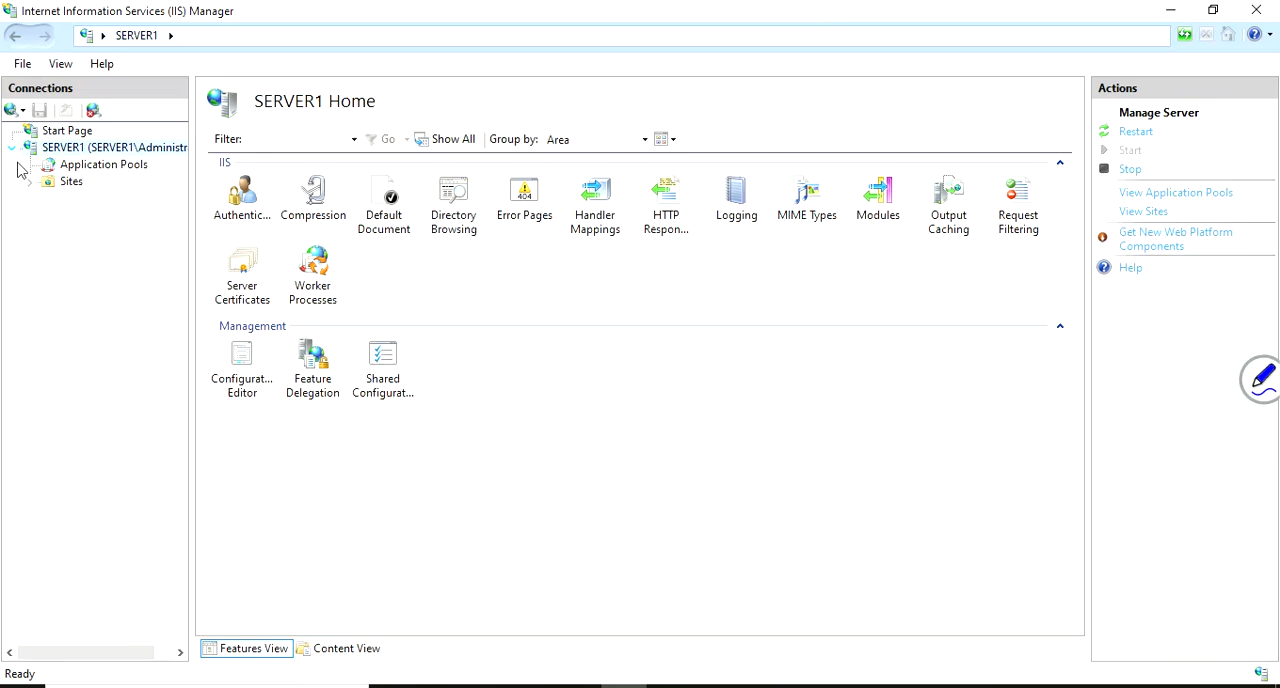 Internet Information Services (IIS) Manager
SERVER1
File View Help
Connections
Start Page
SERVER1 (SERVER1\Administr
Application Pools
Sites
SERVER1 Home
Filter: Go Show All Group by: Area
IIS
Authentic... Compression Default Document Directory Browsing Error Pages Handler Mappings HTTP Respon... Logging MIME Types Modules Output Caching Request Filtering
404
Server Certificates Worker Processes
Management
Configurat... Editor Feature Delegation Shared Configurat...
Features View Content View
Actions
Manage Server
Restart
Start
Stop
View Application Pools
View Sites
Get New Web Platform
Components
Help
Ready